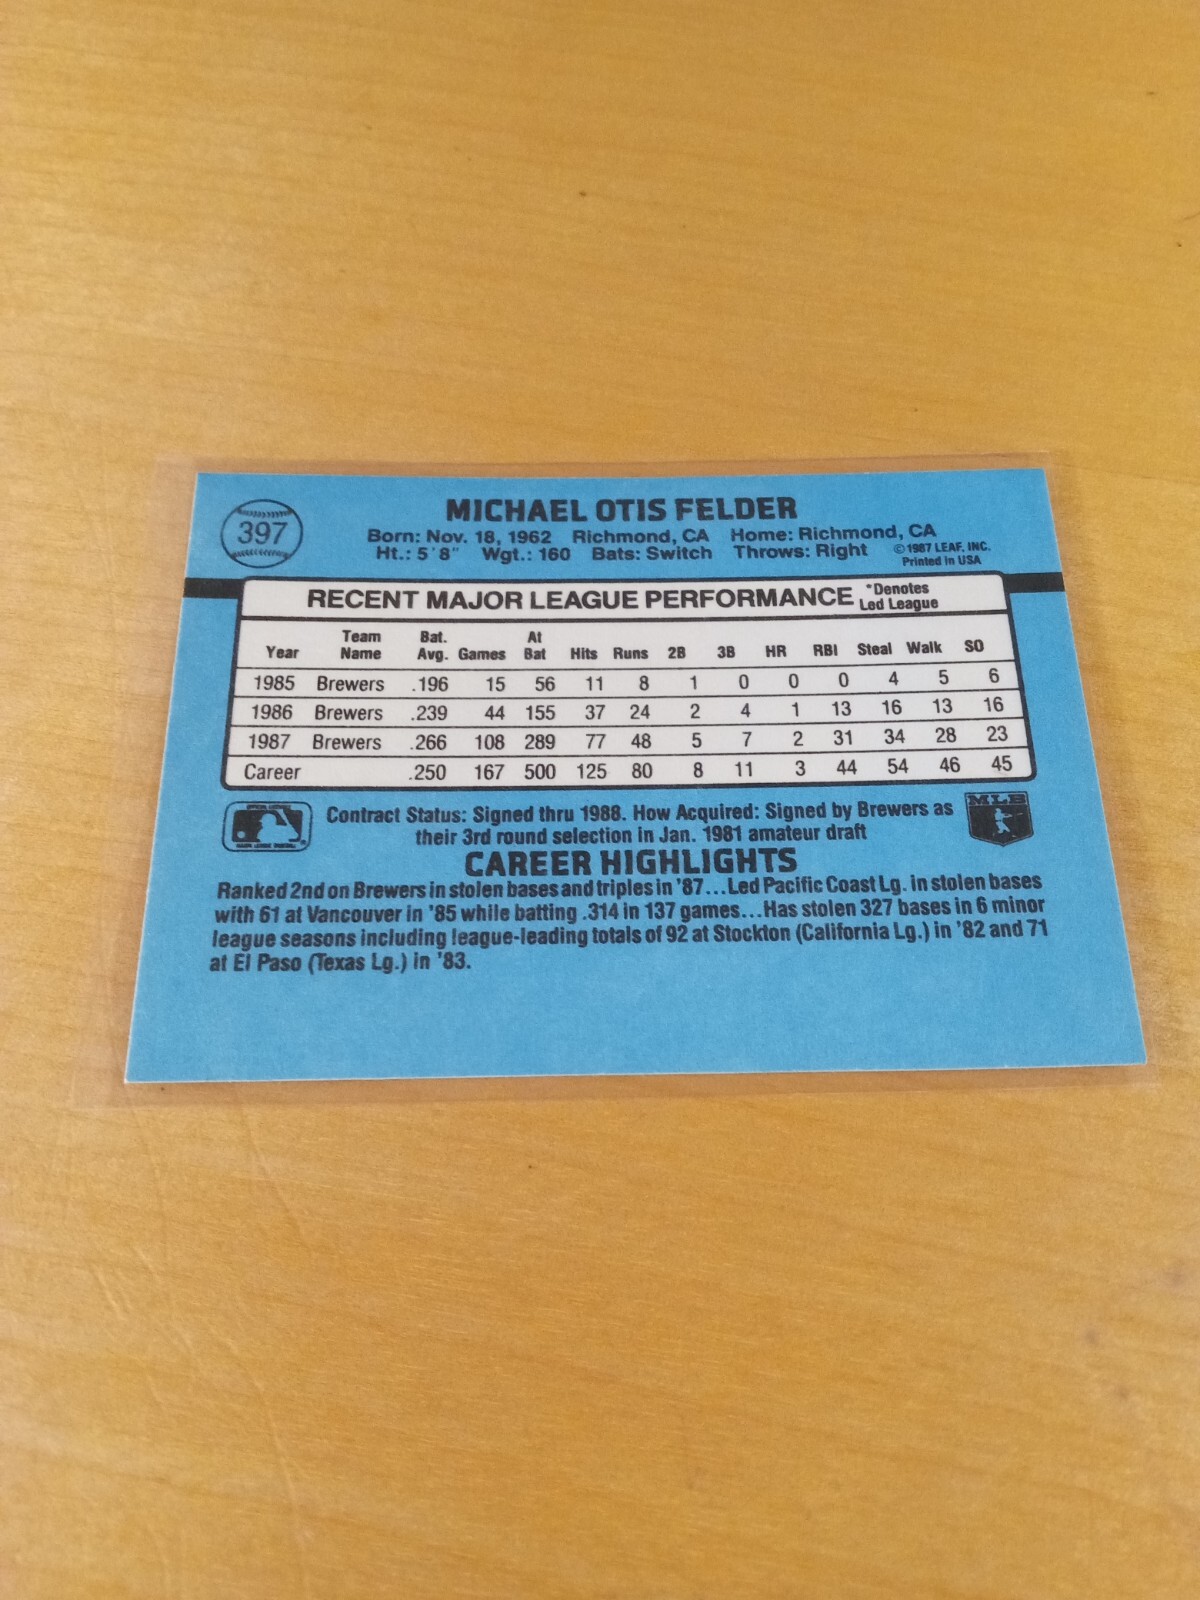 397
MICHAEL OTIS FELDER
Born: Nov. 18, 1962 Richmond, CA Home: Richmond, CA
Ht.: 5'8" Wgt.: 160 Bats: Switch Throws: Right
©1987 LEAF, INC.
Printed in USA
RECENT MAJOR LEAGUE PERFORMANCE *Denotes
Led League
Year Team Name Bat. Avg. Games At Bat Hits Runs 2B 3B HR RBI Steal Walk SO
1985 Brewers .196 15 56 11 8 1 0 0 0 4 5 6
1986 Brewers .239 44 155 37 24 2 4 1 13 16 13 16
1987 Brewers .266 108 289 77 48 5 7 2 31 34 28 23
Career .250 167 500 125 80 8 11 3 44 54 46 45
Contract Status: Signed thru 1988. How Acquired: Signed by Brewers as
their 3rd round selection in Jan. 1981 amateur draft
MLB
CAREER HIGHLIGHTS
Ranked 2nd on Brewers in stolen bases and triples in '87...Led Pacific Coast Lg. in stolen bases
with 61 at Vancouver in '85 while batting .314 in 137 games...Has stolen 327 bases in 6 minor
league seasons including league-leading totals of 92 at Stockton (California Lg.) in '82 and 71
at El Paso (Texas Lg.) in '83.